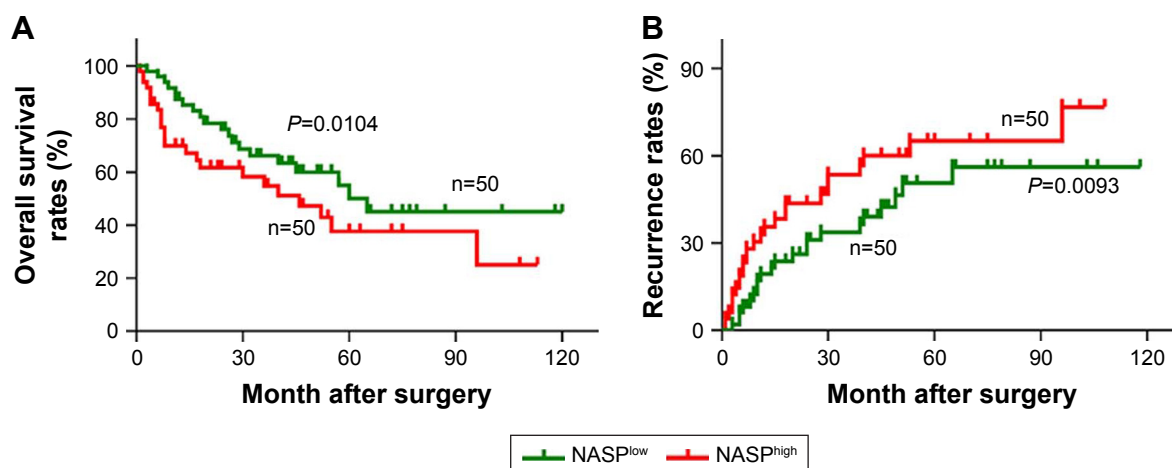 A
Overall survival
rates (%)
100
80
60
40
20
0
P=0.0104
n=50
n=50
0 30 60 90 120
Month after surgery
B
Recurrence rates (%)
90
60
30
0
n=50
P=0.0093
n=50
0 30 60 90 120
Month after surgery
NASPlow NASPhigh